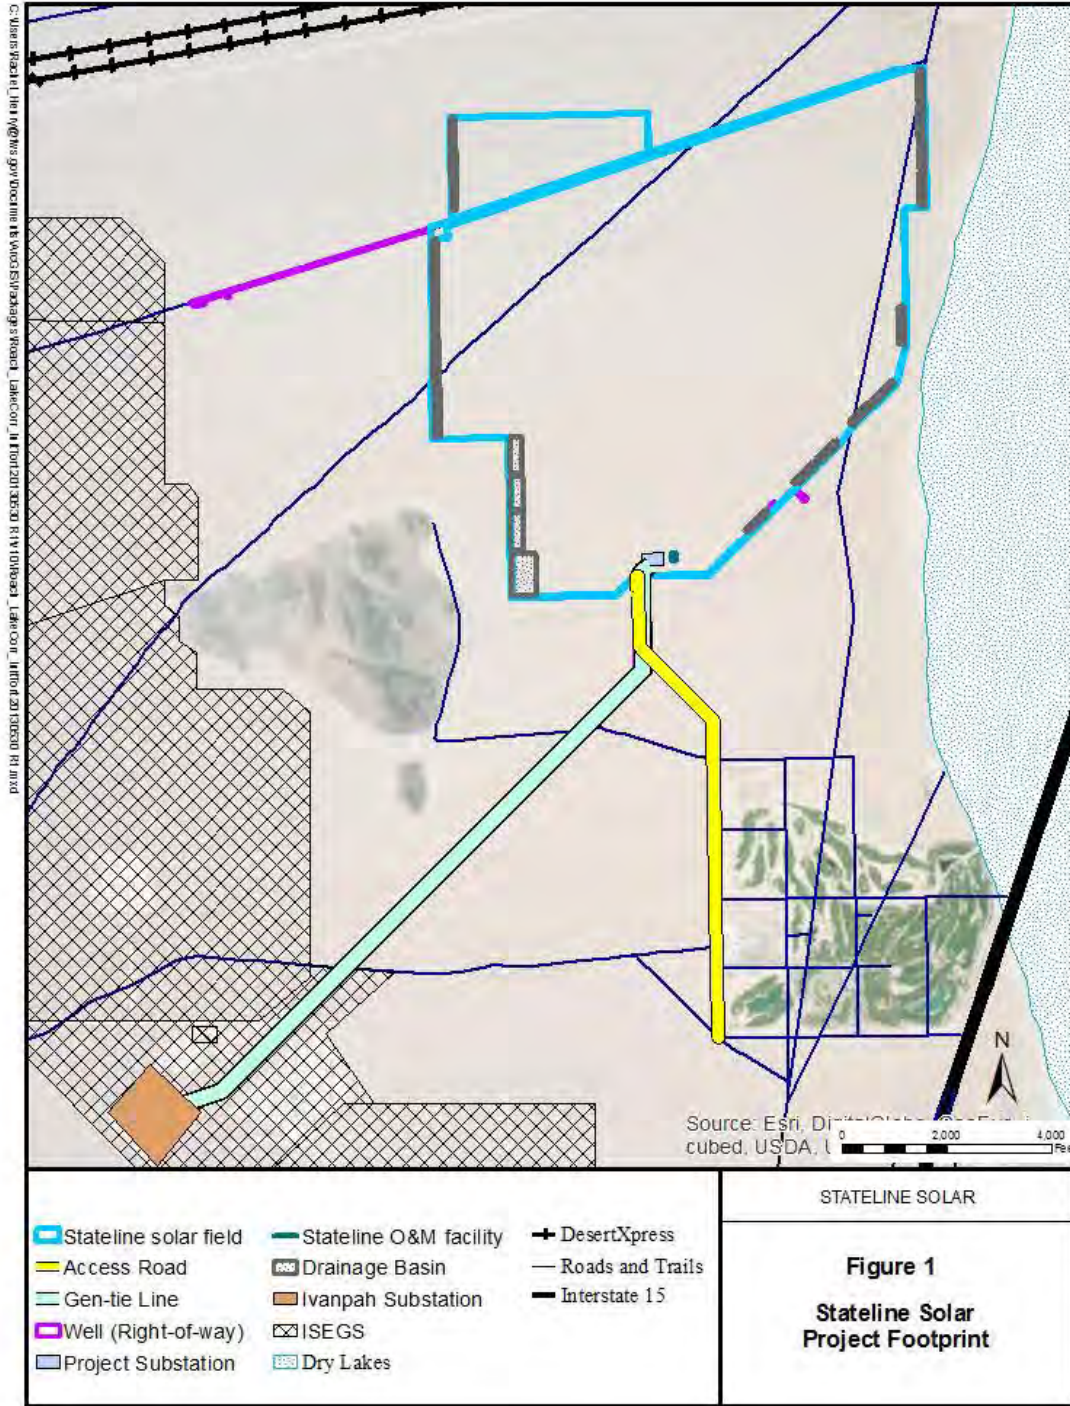 N
Source: Esri,
cubed, USDA,
0 2,000 4,000
Stateline solar field
Access Road
Gen-tie Line
Well (Right-of-way)
Project Substation
Stateline O&M facility
Drainage Basin
Ivanpah Substation
ISEGS
Dry Lakes
DesertXpress
Roads and Trails
Interstate 15
STATELINE SOLAR
Figure 1
Stateline Solar
Project Footprint